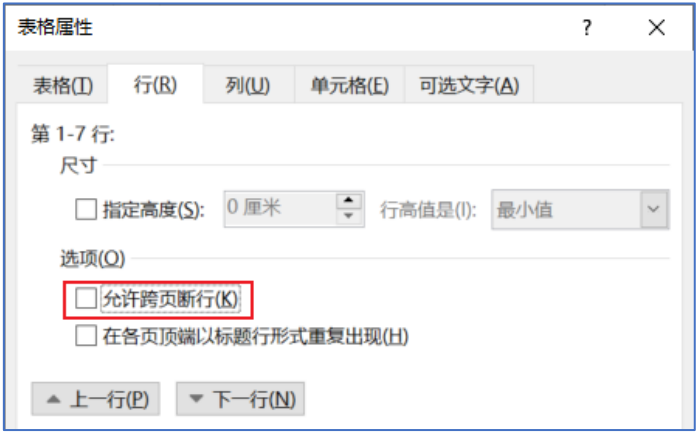 表格属性 ?
表格(T) 行(R) 列(U) 单元格(E) 可选文字(A)
第 1-7 行:
尺寸
指定高度(S): 0 厘米 行高值是(I): 最小值
选项(O)
允许跨页断行(K)
在各页顶端以标题行形式重复出现(H)
上一行(P) 下一行(N)